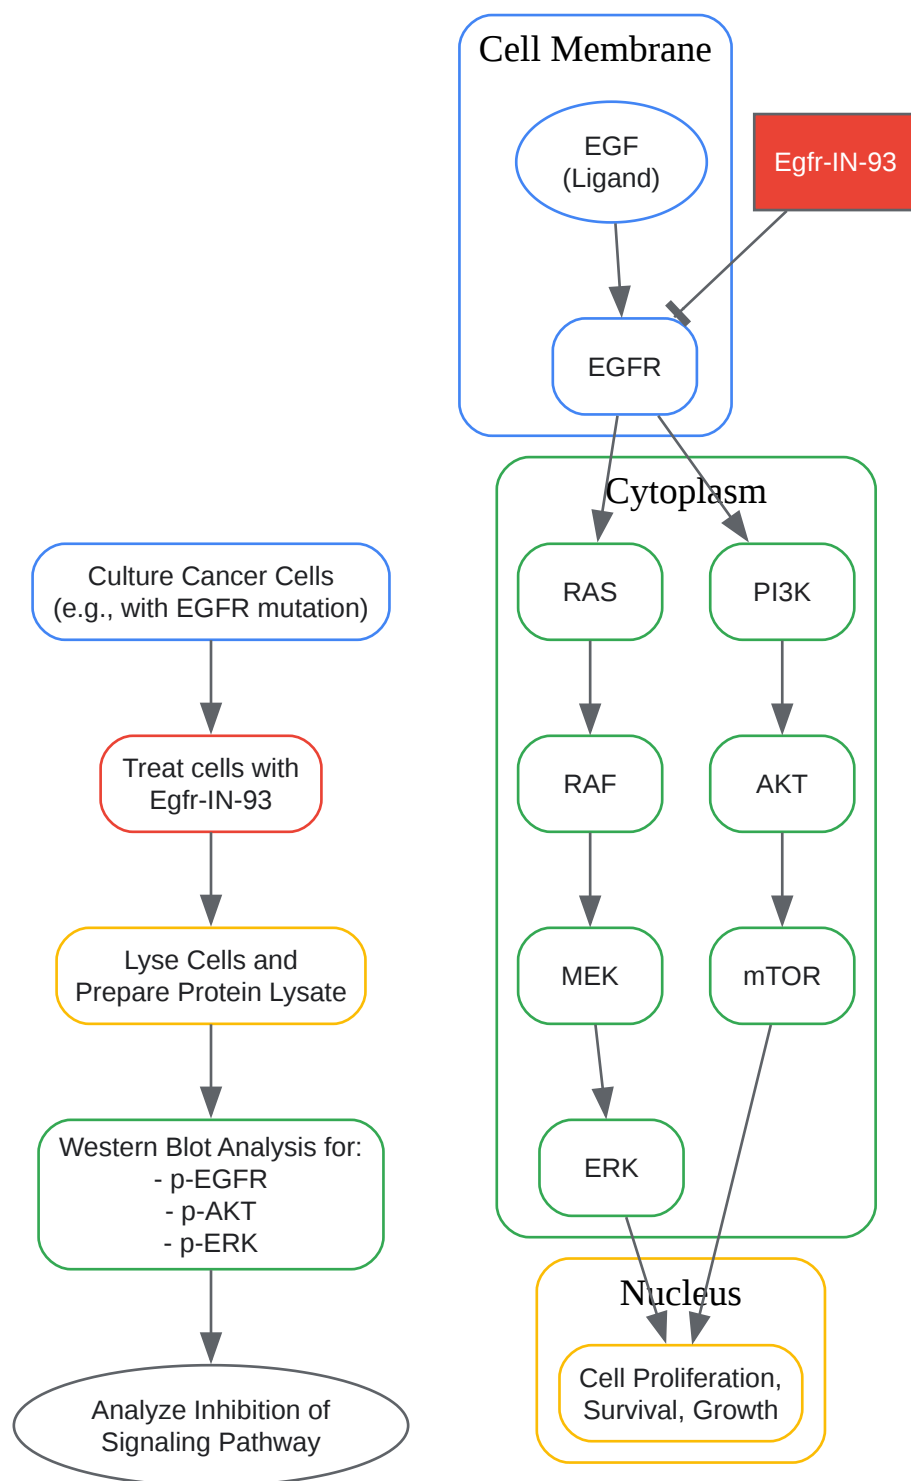 Cell Membrane
EGF
(Ligand)
Egfr-IN-93
EGFR
Cytoplasm
RAS
PI3K
RAF
AKT
MEK
mTOR
ERK
Nucleus
Cell Proliferation,
Survival, Growth
Culture Cancer Cells
(e.g., with EGFR mutation)
Treat cells with
Egfr-IN-93
Lyse Cells and
Prepare Protein Lysate
Western Blot Analysis for:
- p-EGFR
- p-AKT
- p-ERK
Analyze Inhibition of
Signaling Pathway